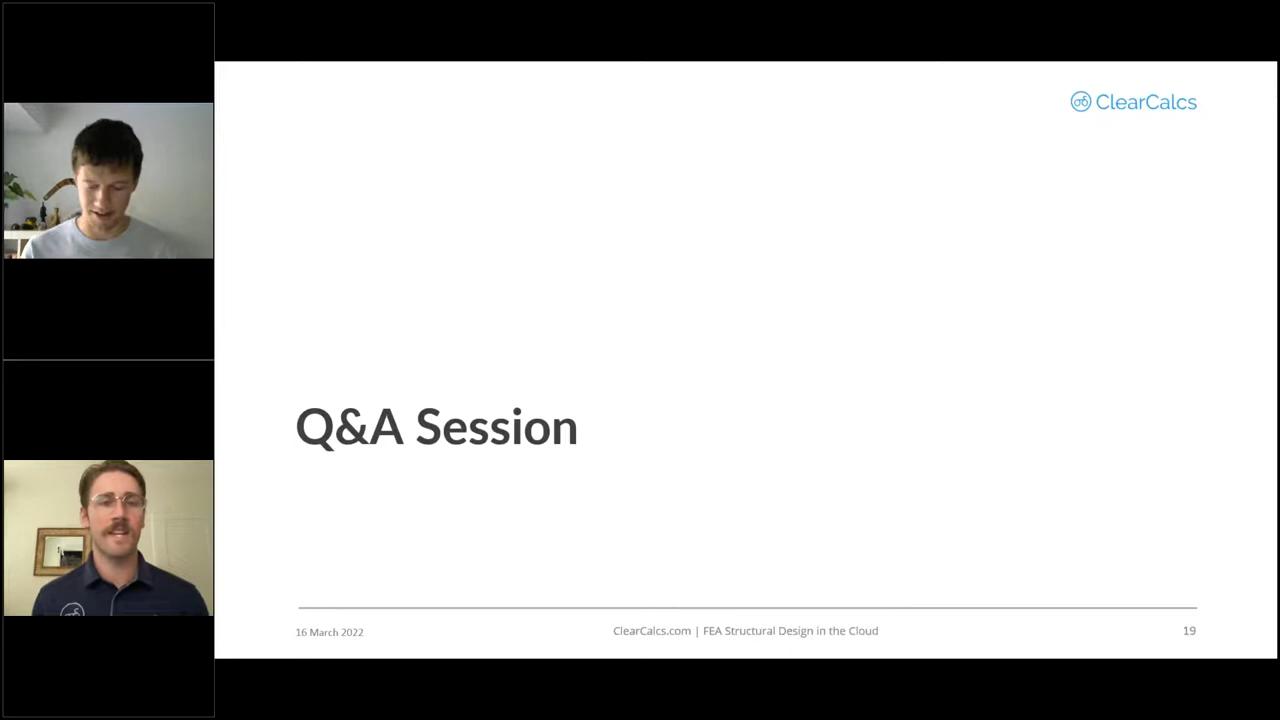 ClearCalcs
Q&A Session
16 March 2022
ClearCalcs.com | FEA Structural Design in the Cloud
19